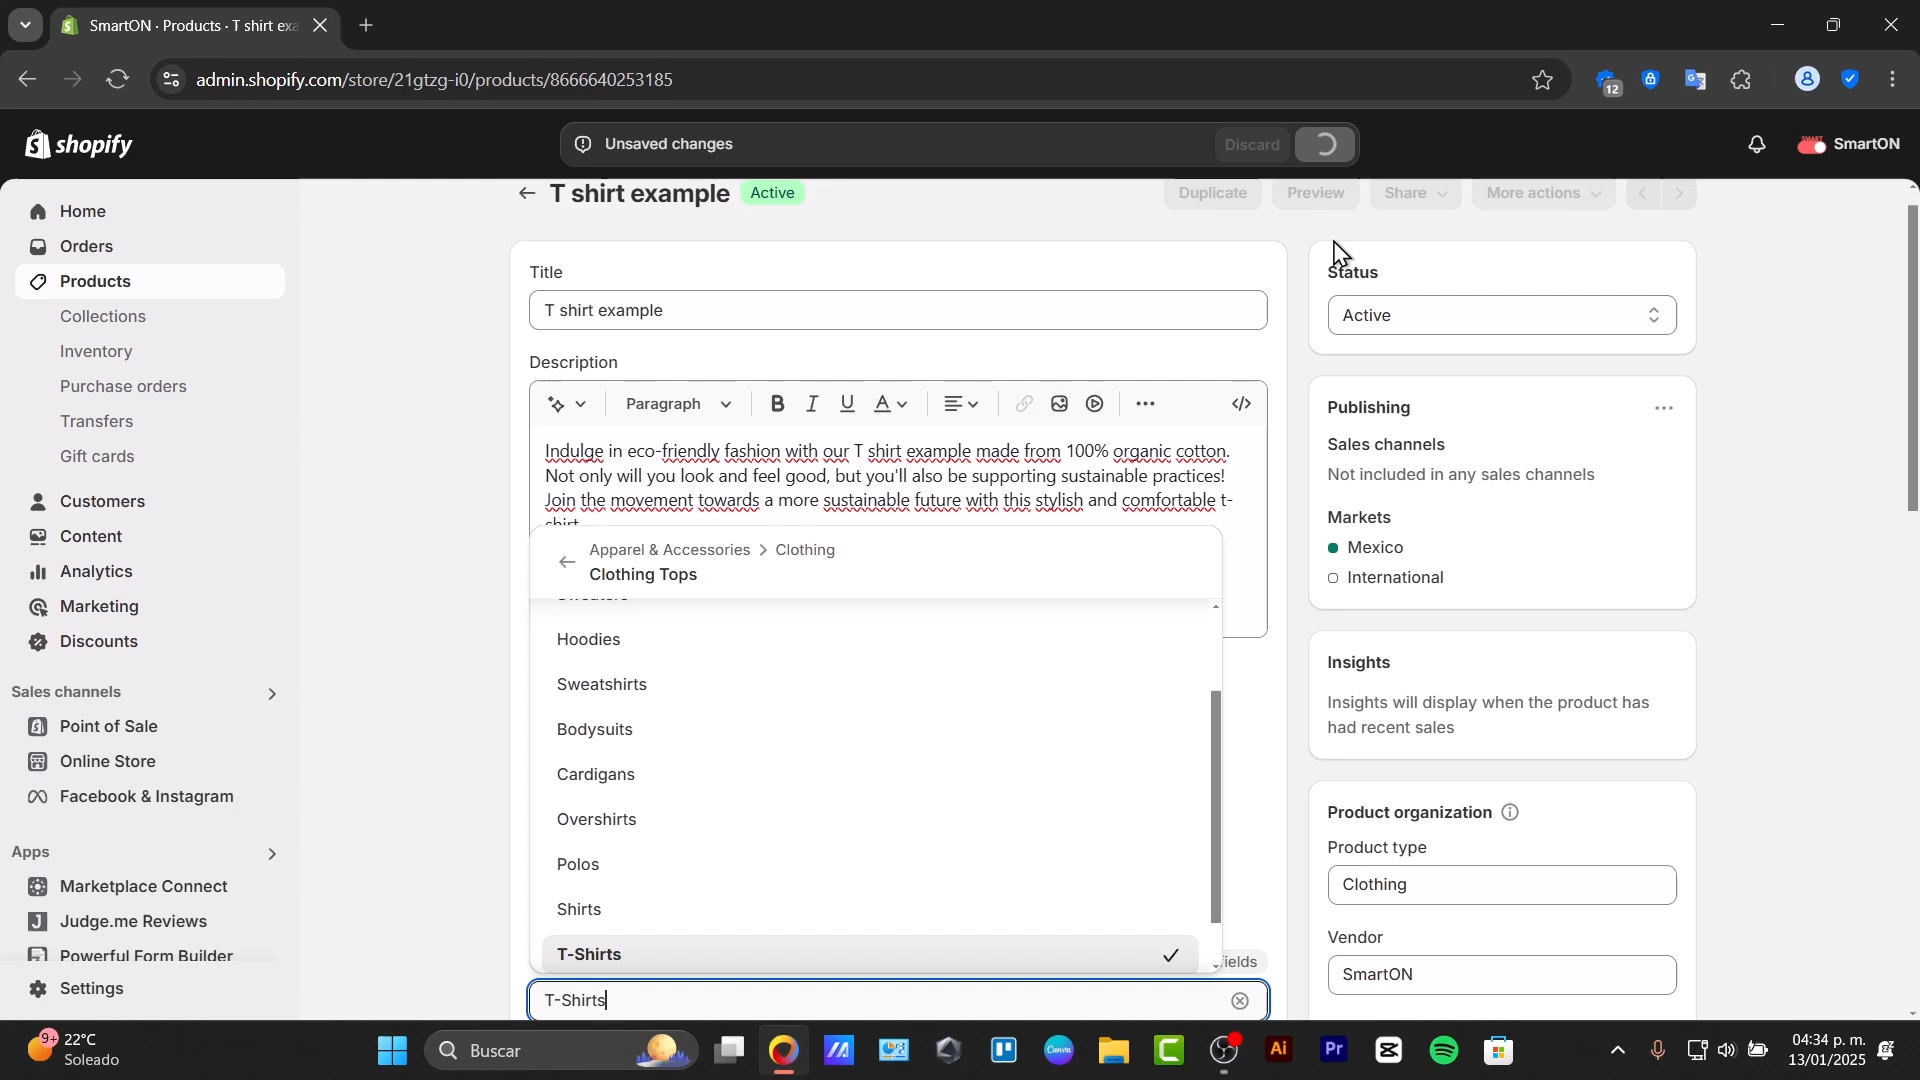 SmartON · Products · T shirt exa
admin.shopify.com/store/21gtzg-i0/products/8666640253185
12
shopify
Unsaved changes
Discard
SMART
SmartON
Home
Orders
Products
Collections
Inventory
Purchase orders
Transfers
Gift cards
Customers
Content
Analytics
Marketing
Discounts
Sales channels
Point of Sale
Online Store
Facebook & Instagram
Apps
Marketplace Connect
Judge.me Reviews
Powerful Form Builder
Settings
T shirt example Active
Duplicate Preview Share More actions
Title
T shirt example
Description
Paragraph B I U A
Indulge in eco-friendly fashion with our T shirt example made from 100% organic cotton.
Not only will you look and feel good, but you'll also be supporting sustainable practices!
Join the movement towards a more sustainable future with this stylish and comfortable t-
shirt
Apparel & Accessories > Clothing
Clothing Tops
Sweaters
Hoodies
Sweatshirts
Bodysuits
Cardigans
Overshirts
Polos
Shirts
T-Shirts
fields
T-Shirts
Status
Active
Publishing
Sales channels
Not included in any sales channels
Markets
Mexico
International
Insights
Insights will display when the product has
had recent sales
Product organization
Product type
Clothing
Vendor
SmartON
9+
22°C
Soleado
Buscar
Canva
C
Ai
Pr
04:34 p. m.
13/01/2025